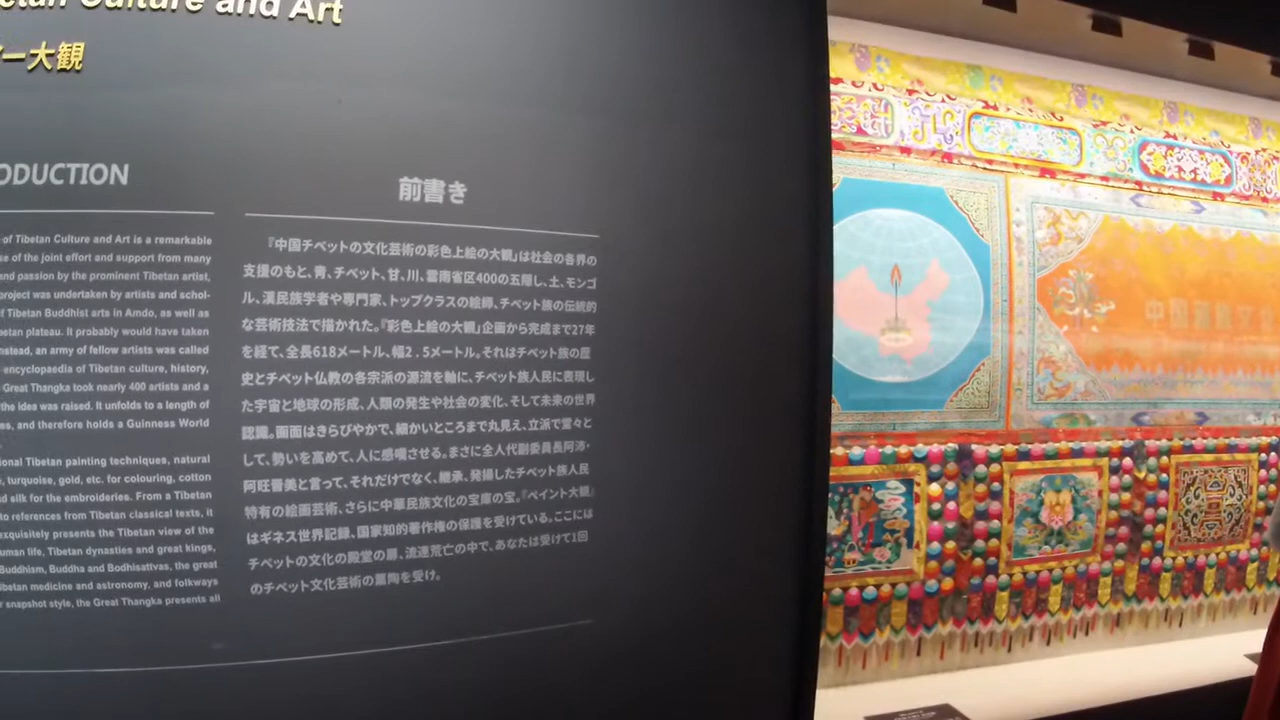 etan Culture and Art
ー大観
ODUCTION
of Tibetan Culture and Art is a remarkable
se of the joint effort and support from many
and passion by the prominent Tibetan artist,
project was undertaken by artists and schol-
f Tibetan Buddhist arts in Amdo, as well as
betan plateau. It probably would have taken
nstead, an army of fellow artists was called
encyclopaedia of Tibetan culture, history,
Great Thangka took nearly 400 artists and a
the idea was raised. It unfolds to a length of
es, and therefore holds a Guinness World
ional Tibetan painting techniques, natural
, turquoise, gold, etc. for colouring, cotton
d silk for the embroideries. From a Tibetan
to references from Tibetan classical texts, it
exquisitely presents the Tibetan view of the
uman life, Tibetan dynasties and great kings,
Buddhism, Buddha and Bodhisattvas, the great
ibetan medicine and astronomy, and folkways
r snapshot style, the Great Thangka presents all
前書き
『中国チベットの文化芸術の彩色上絵の大観」は社会の各界の
支援のもと、青、チベット、甘、川、雲南省区400の五隠し、土、モンゴ
ル、漢民族学者や専門家、トップクラスの絵師、チベット族の伝統的
な芸術技法で描かれた。『彩色上絵の大観」企画から完成まで27年
を経て、全長618メートル、幅2．5メートル。それはチベット族の歴
史とチベット仏教の各宗派の源流を軸に、チベット族人民に表現し
た宇宙と地球の形成、人類の発生や社会の変化、そして未来の世界
認識。画面はきらびやかで、細かいところまで丸見え、立派で堂々と
して、勢いを高めて、人に感嘆させる。まさに全人代副委員長阿沛·
阿旺晋美と言って、それだけでなく、継承、発揚したチベット族人民
特有の絵画芸術、さらに中華民族文化の宝庫の宝。『ペイント大観』
はギネス世界記録、国家知的著作権の保護を受けている。ここには
チベットの文化の殿堂の扉、流連荒亡の中で、あなたは受けて1回
のチベット文化芸術の薫陶を受け。